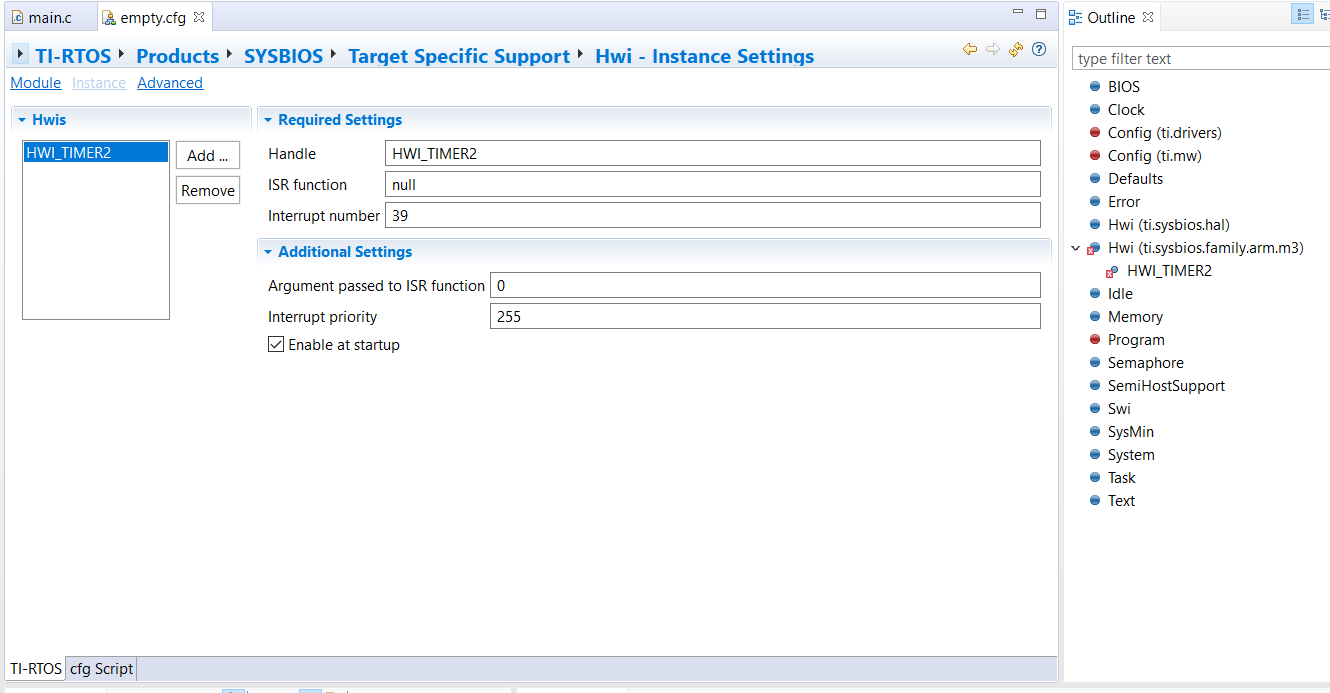 main.c
empty.cfg
TI-RTOS Products SYSBIOS Target Specific Support Hwi - Instance Settings
Module Instance Advanced
Hwis
HWI_TIMER2
Add ...
Remove
Required Settings
Handle HWI_TIMER2
ISR function null
Interrupt number 39
Additional Settings
Argument passed to ISR function 0
Interrupt priority 255
Enable at startup
TI-RTOS cfg Script
Outline
type filter text
BIOS
Clock
Config (ti.drivers)
Config (ti.mw)
Defaults
Error
Hwi (ti.sysbios.hal)
Hwi (ti.sysbios.family.arm.m3)
HWI_TIMER2
Idle
Memory
Program
Semaphore
SemiHostSupport
Swi
SysMin
System
Task
Text